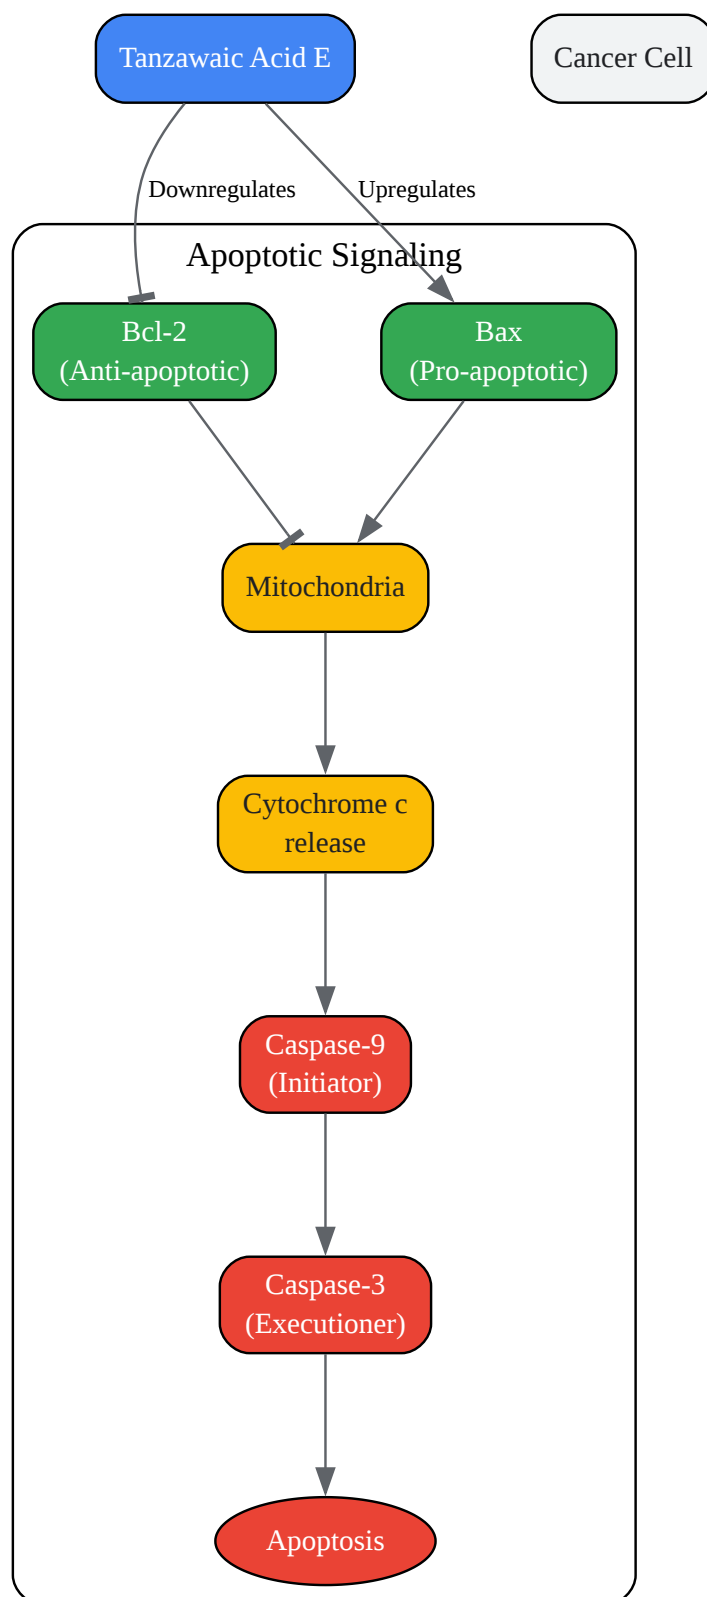 Tanzawaic Acid E
Cancer Cell
Downregulates
Upregulates
Apoptotic Signaling
Bcl-2
(Anti-apoptotic)
Bax
(Pro-apoptotic)
Mitochondria
Cytochrome c
release
Caspase-9
(Initiator)
Caspase-3
(Executioner)
Apoptosis